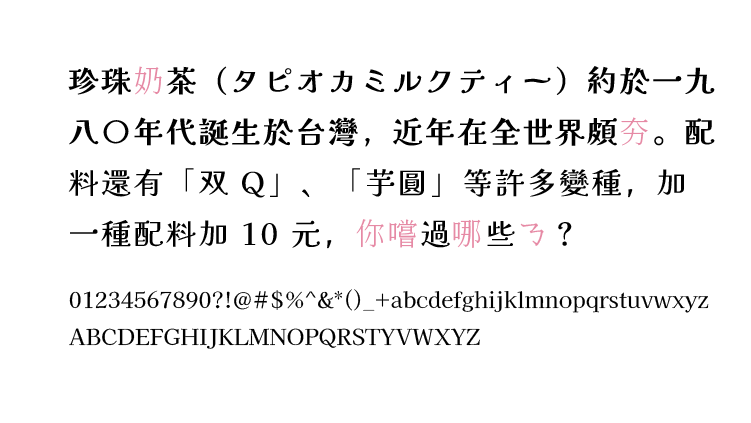 珍珠奶茶（タピオカミルクティー）約於一九
八〇年代誕生於台灣，近年在全世界頗夯。配
料還有「双 Q」、「芋圓」等許多變種，加
一種配料加 10 元，你嚐過哪些ㄋ？
01234567890?!@#$%^&*()_+abcdefghijklmnopqrstuvwxyz
ABCDEFGHIJKLMNOPQRSTYVWXYZ